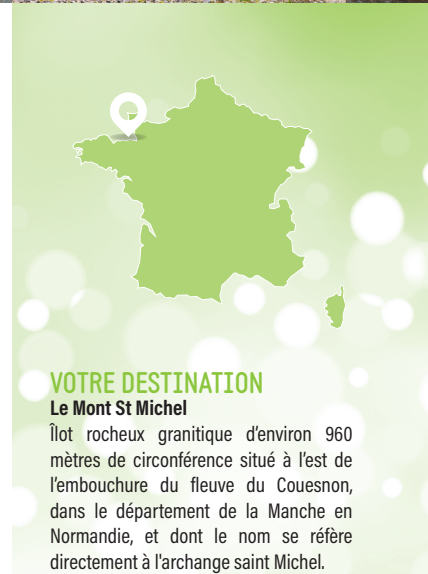 VOTRE DESTINATION
Le Mont St Michel
Îlot rocheux granitique d'environ 960
mètres de circonférence situé à l'est de
l'embouchure du fleuve du Couesnon,
dans le département de la Manche en
Normandie, et dont le nom se réfère
directement à l'archange saint Michel.